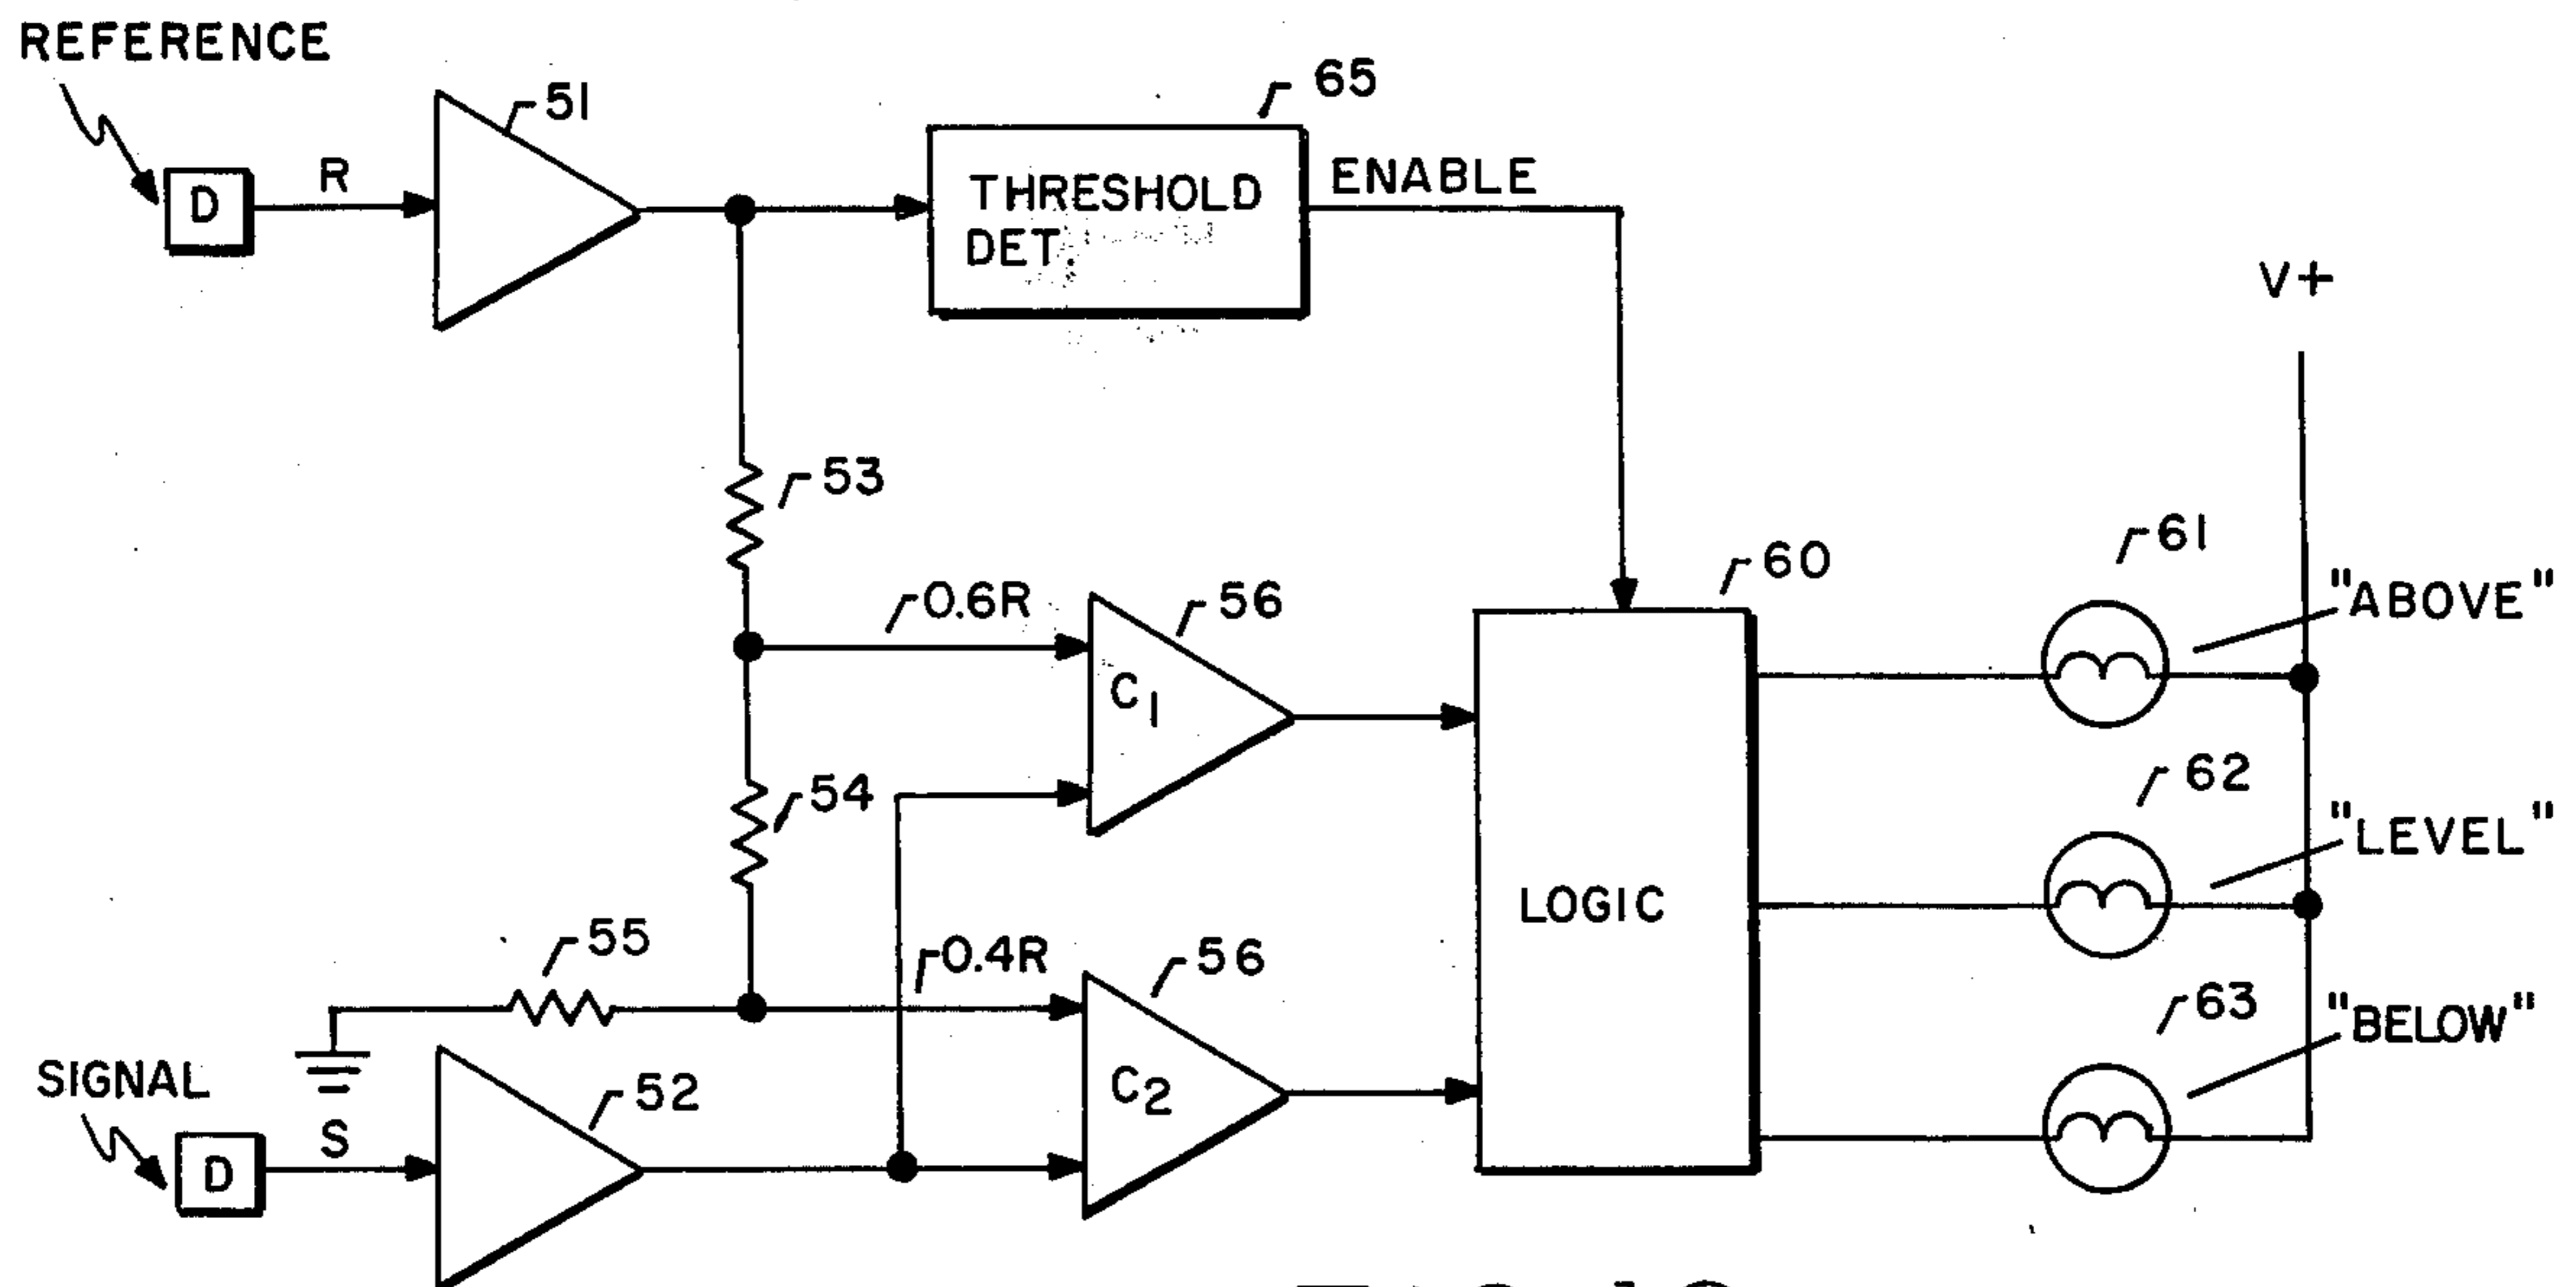 REFERENCE
51
65
R
D
THRESHOLD
DET.
ENABLE
V+
53
61
60
"ABOVE"
0.6R
56
C1
62
54
"LEVEL"
LOGIC
55
0.4R
56
63
"BELOW"
SIGNAL
52
C2
S
D